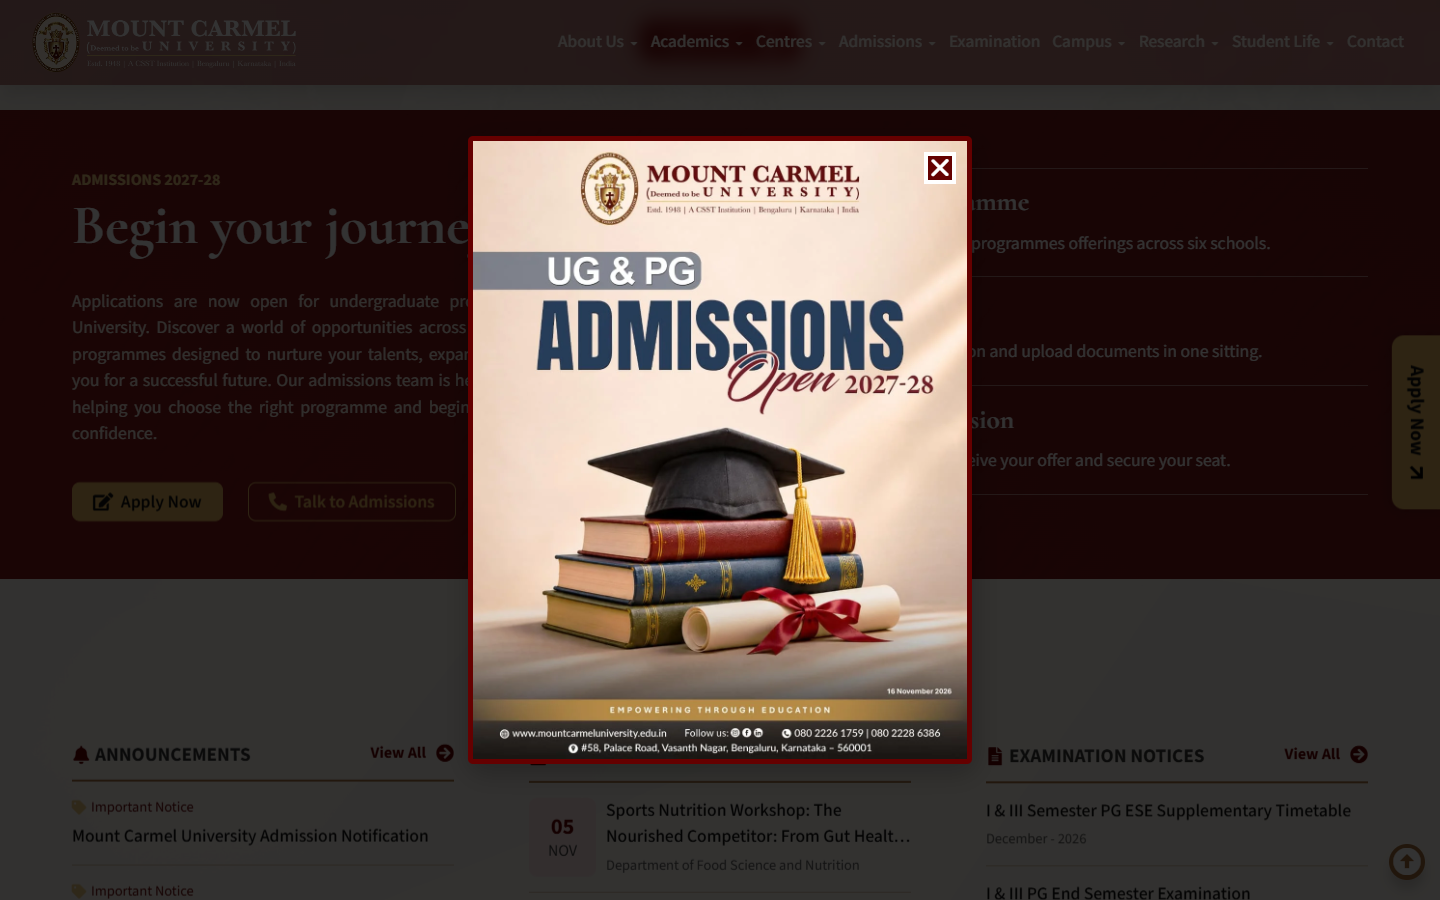 MOUNT CARMEL
(Deemed to be UNIVERSITY)
Estd. 1948 | A CSST Institution | Bengaluru | Karnataka | India
About Us
Academics
Centres
Admissions
Examination
Campus
Research
Student Life
Contact
ADMISSIONS 2027-28
Begin your journe
Applications are now open for undergraduate
University. Discover a world of opportunities across
programmes designed to nurture your talents,
you for a successful future. Our admissions team is
helping you choose the right programme and begin
confidence.
Apply Now
Talk to Admissions
MOUNT CARMEL
(Deemed to be UNIVERSITY)
Estd. 1948 | A CSST Institution | Bengaluru | Karnataka | India
UG & PG
ADMISSIONS
Open 2027-28
16 November 2026
EMPOWERING THROUGH EDUCATION
www.mountcarmeluniversity.edu.in Follow us: 080 2226 1759 | 080 2228 6386
#58, Palace Road, Vasanth Nagar, Bengaluru, Karnataka – 560001
amme
programmes offerings across six schools.
on and upload documents in one sitting.
sion
eive your offer and secure your seat.
Apply Now
ANNOUNCEMENTS
View All
Important Notice
Mount Carmel University Admission Notification
Important Notice
05
NOV
Sports Nutrition Workshop: The
Nourished Competitor: From Gut Healt...
Department of Food Science and Nutrition
EXAMINATION NOTICES
View All
I & III Semester PG ESE Supplementary Timetable
December - 2026
I & III PG End Semester Examination